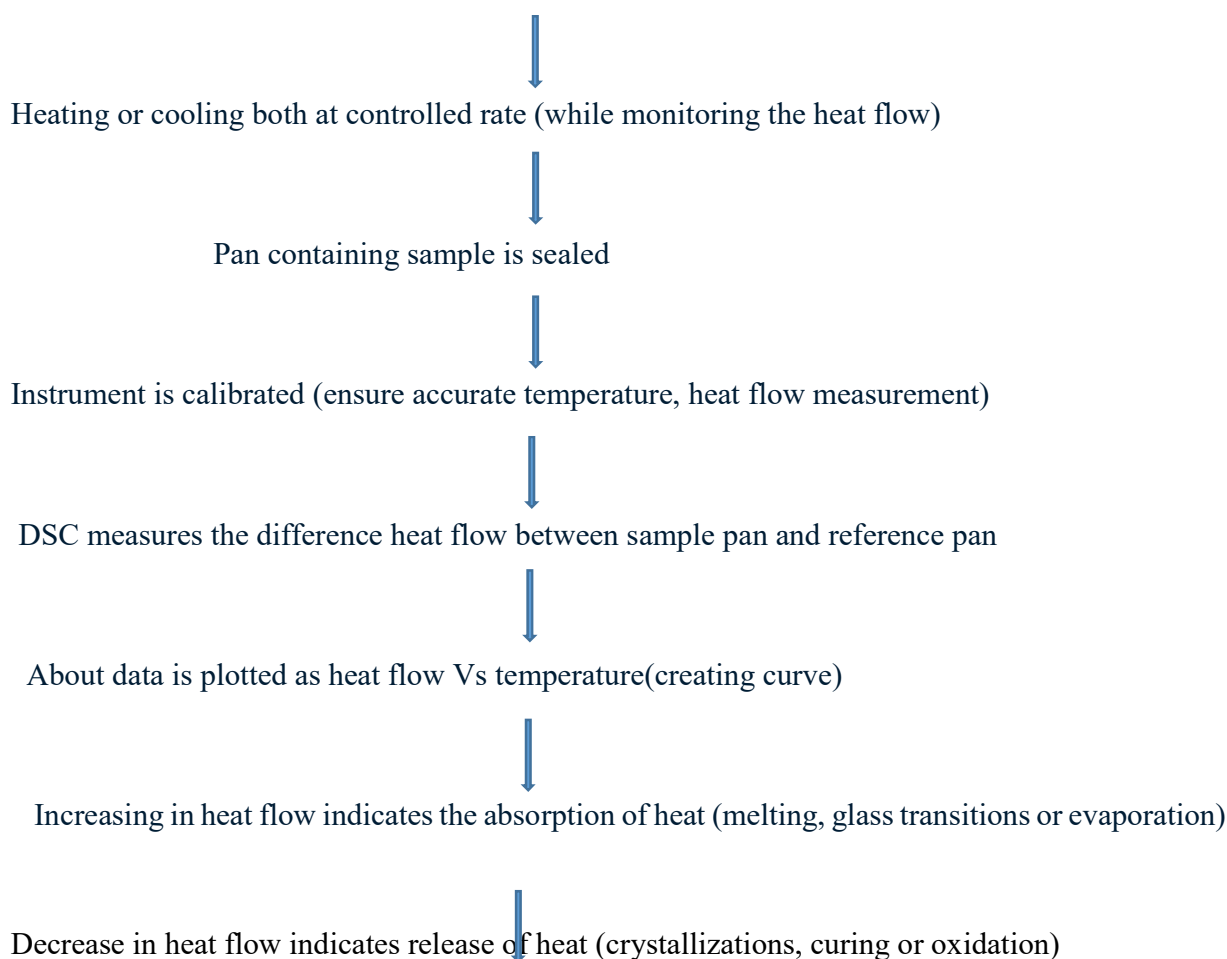 Heating or cooling both at controlled rate (while monitoring the heat flow)
Pan containing sample is sealed
Instrument is calibrated (ensure accurate temperature, heat flow measurement)
DSC measures the difference heat flow between sample pan and reference pan
About data is plotted as heat flow Vs temperature(creating curve)
Increasing in heat flow indicates the absorption of heat (melting, glass transitions or evaporation)
Decrease in heat flow indicates release of heat (crystallizations, curing or oxidation)